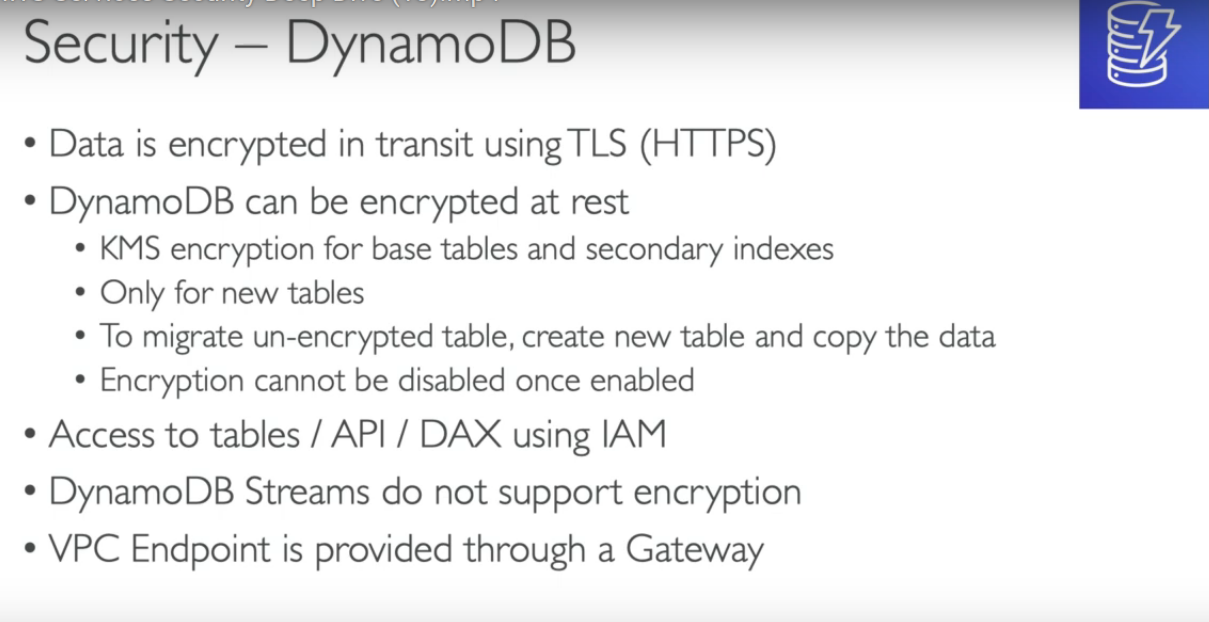 Security – DynamoDB
• Data is encrypted in transit using TLS (HTTPS)
• DynamoDB can be encrypted at rest
• KMS encryption for base tables and secondary indexes
• Only for new tables
• To migrate un-encrypted table, create new table and copy the data
• Encryption cannot be disabled once enabled
• Access to tables / API / DAX using IAM
• DynamoDB Streams do not support encryption
• VPC Endpoint is provided through a Gateway